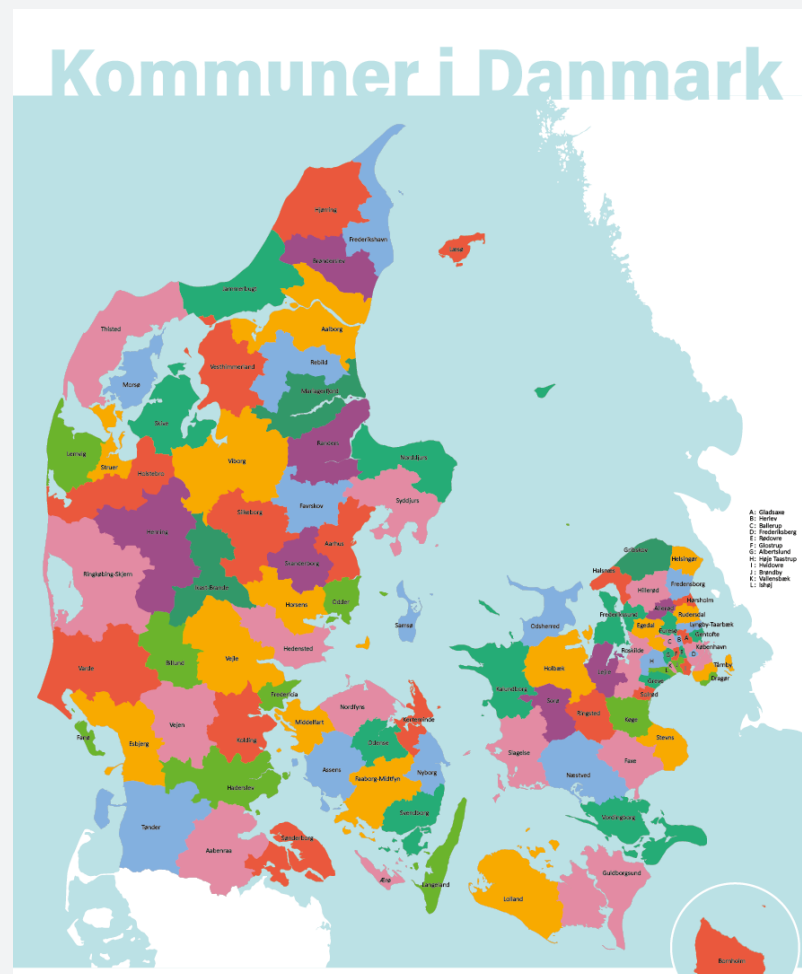 Kommuner i Danmark
Hjørring
Frederikshavn
Læsø
Brønderslev
Jammerbugt
Thisted
Aalborg
Vesthimmerland
Rebild
Morsø
Mariagerfjord
Skive
Randers
Lemvig
Struer
Holstebro
Viborg
Norddjurs
Favrskov
Syddjurs
Silkeborg
Herning
Aarhus
Skanderborg
Ringkøbing-Skjern
Ikast-Brande
Horsens
Odder
Samsø
Hedensted
Varde
Billund
Vejle
Fredericia
Vejen
Kolding
Fanø
Esbjerg
Haderslev
Tønder
Aabenraa
Sønderborg
Middelfart
Nordfyns
Kerteminde
Odense
Assens
Nyborg
Faaborg-Midtfyn
Svendborg
Ærø
Langeland
A: Gladsaxe
B: Herlev
C: Ballerup
D: Frederiksberg
E: Rødovre
F: Glostrup
G: Albertslund
H: Høje Taastrup
I: Hvidovre
J: Brøndby
K: Vallensbæk
L: Ishøj
Gribskov
Helsingør
Halsnæs
Hillerød
Fredensborg
Hørsholm
Allerød
Rudersdal
Frederikssund
Egedal
Furesø
Lyngby-Taarbæk
Gentofte
København
Odsherred
Roskilde
A
B
C
D
H
Tårnby
Dragør
Greve
Kalundborg
Holbæk
Lejre
Solrød
Sorø
Ringsted
Køge
Stevns
Slagelse
Næstved
Faxe
Vordingborg
Lolland
Guldborgsund
Bornholm